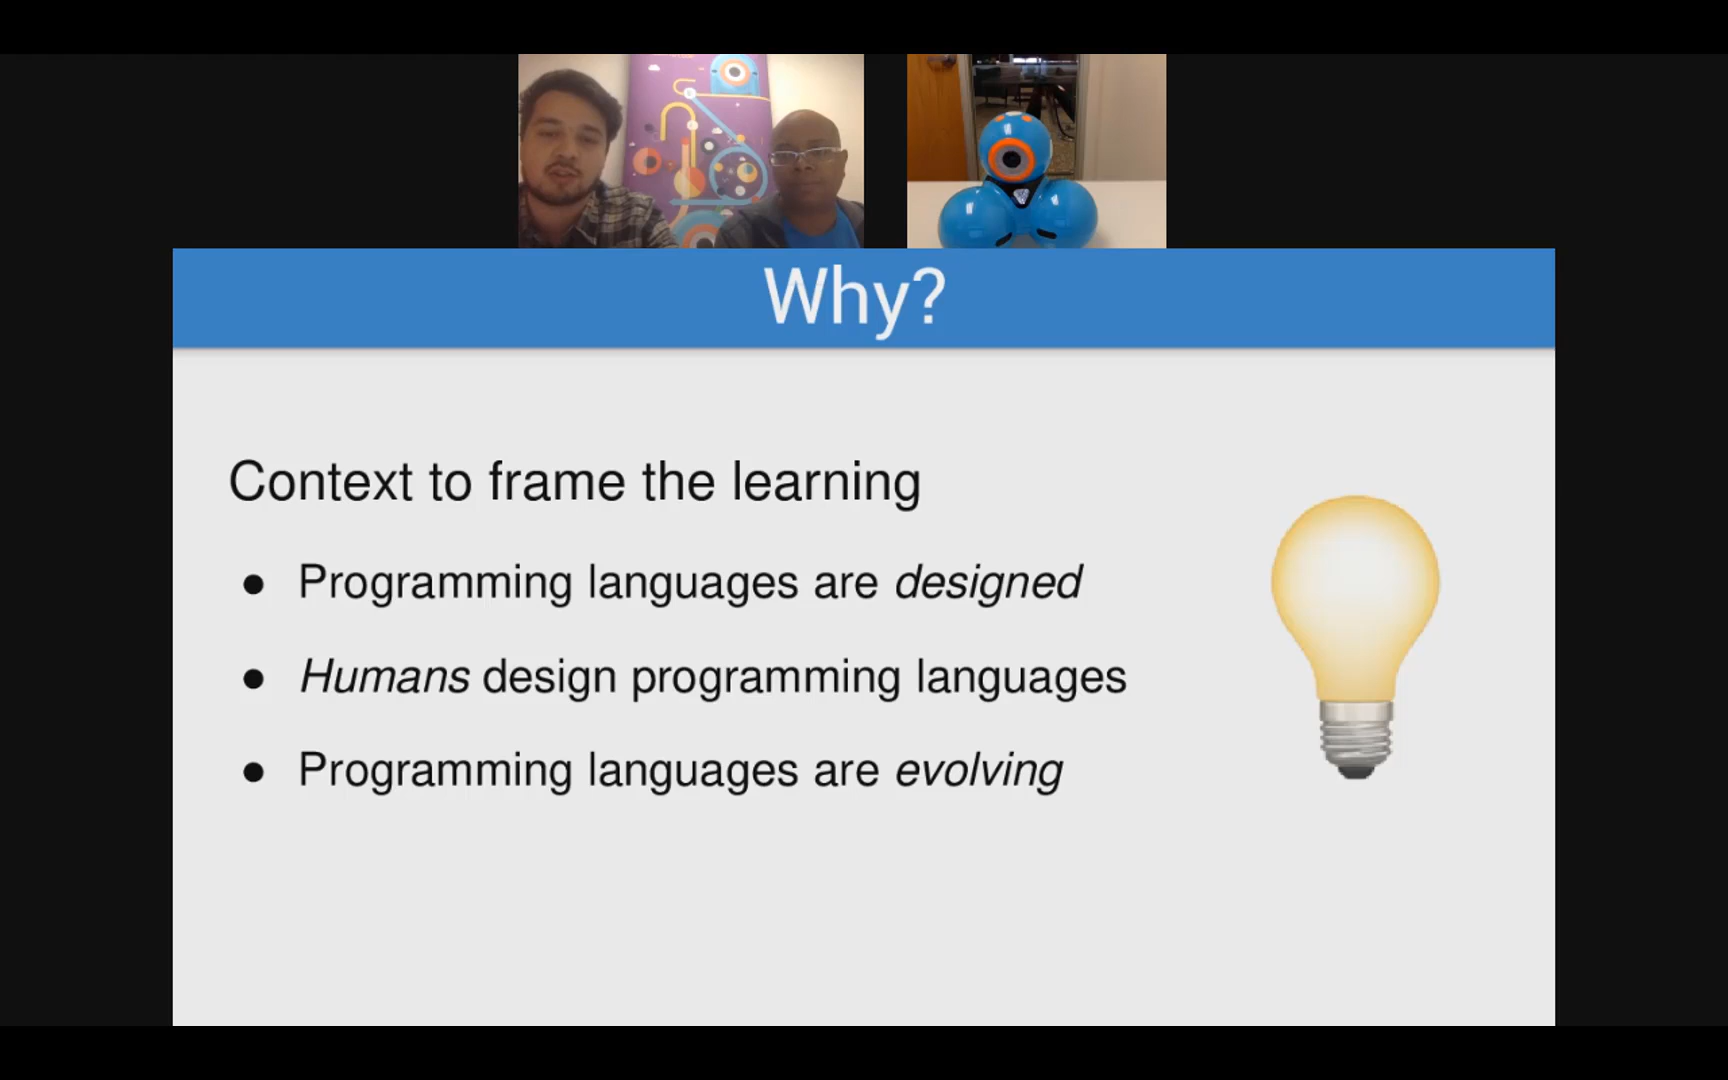 Why?
Context to frame the learning
● Programming languages are designed
● Humans design programming languages
● Programming languages are evolving